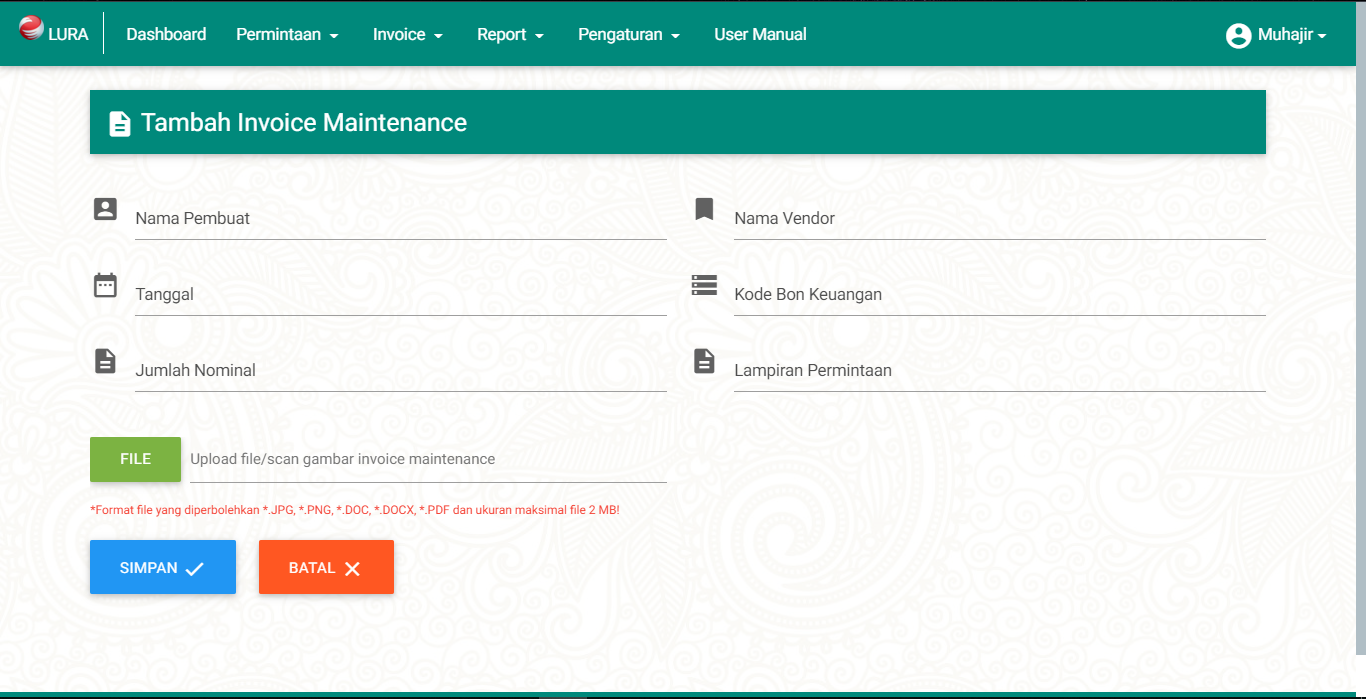 LURA Dashboard Permintaan Invoice Report Pengaturan User Manual Muhajir
Tambah Invoice Maintenance
Nama Pembuat Nama Vendor
Tanggal Kode Bon Keuangan
Jumlah Nominal Lampiran Permintaan
FILE Upload file/scan gambar invoice maintenance
*Format file yang diperbolehkan *.JPG, *.PNG, *.DOC, *.DOCX, *.PDF dan ukuran maksimal file 2 MB!
SIMPAN BATAL